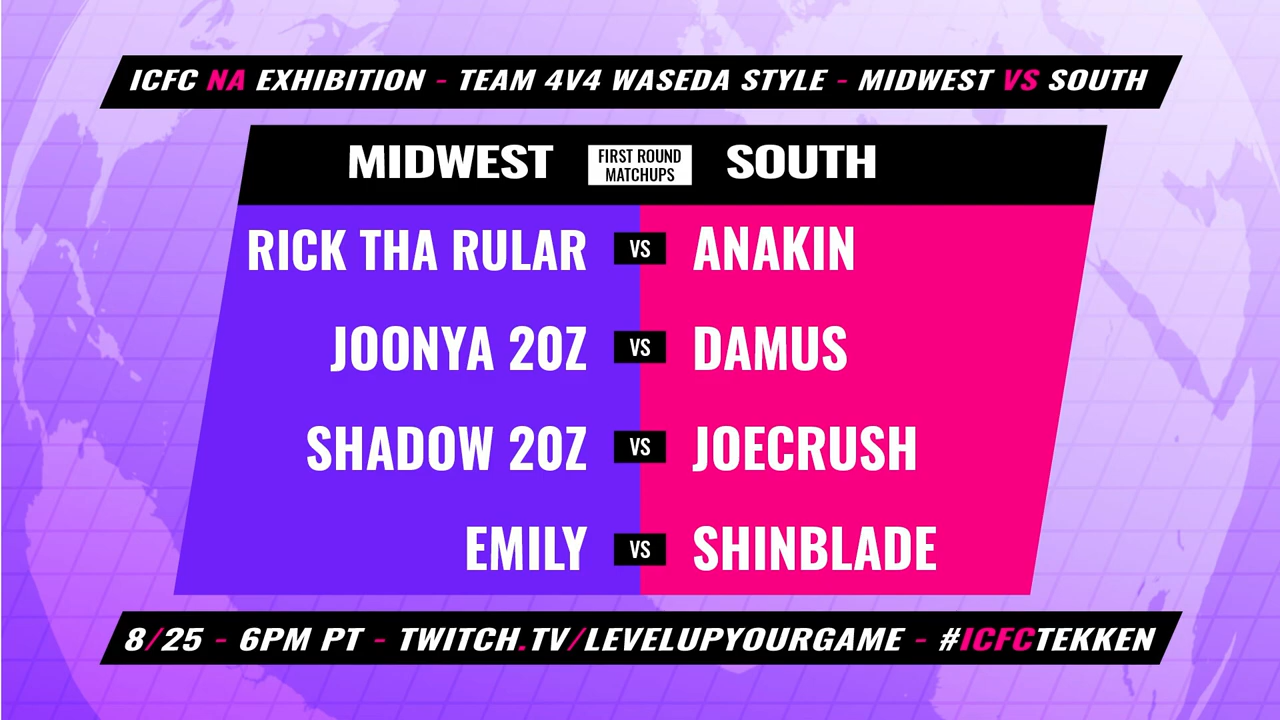 ICFC NA EXHIBITION - TEAM 4V4 WASEDA STYLE - MIDWEST VS SOUTH
MIDWEST FIRST ROUND MATCHUPS SOUTH
RICK THA RULAR VS ANAKIN
JOONYA 2OZ VS DAMUS
SHADOW 2OZ VS JOECRUSH
EMILY VS SHINBLADE
8/25 - 6PM PT - TWITCH.TV/LEVELUPYOURGAME - #ICFCTEKKEN